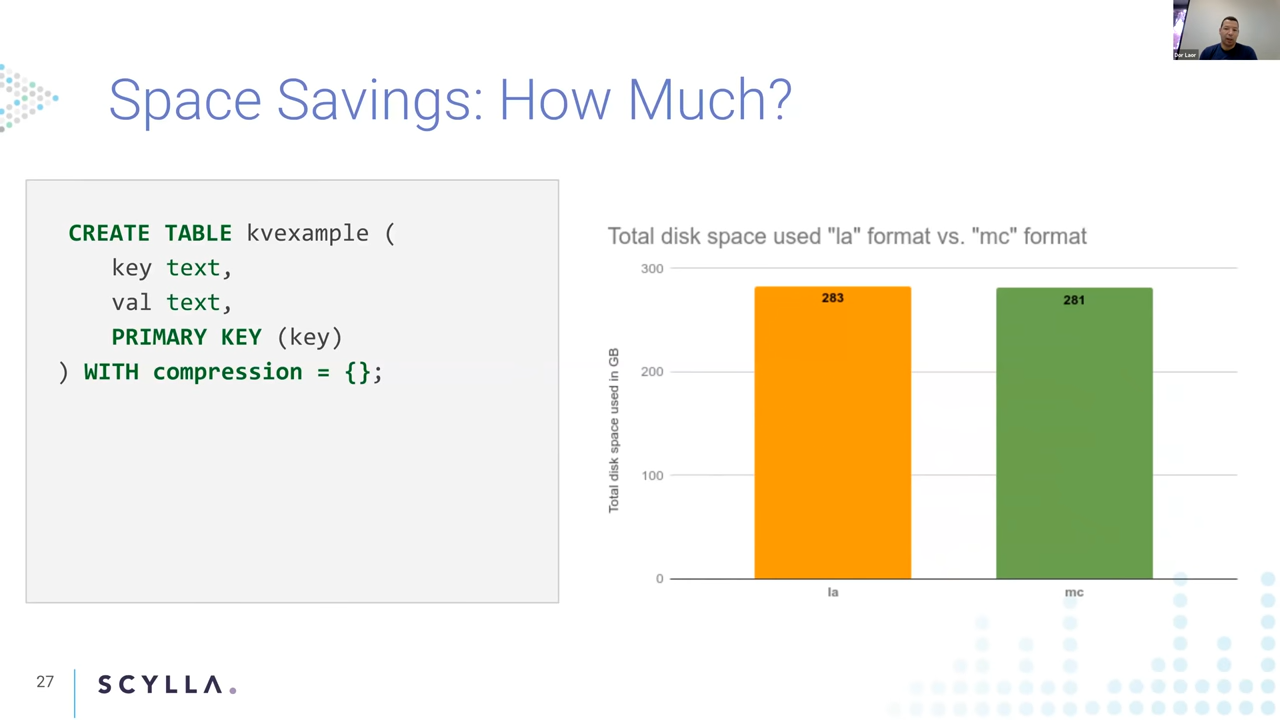 Dor Laor
Space Savings: How Much?
CREATE TABLE kvexample (
key text,
val text,
PRIMARY KEY (key)
) WITH compression = {};
Total disk space used "la" format vs. "mc" format
Total disk space used in GB
300
200
100
0
283
281
la
mc
27
SCYLLA.